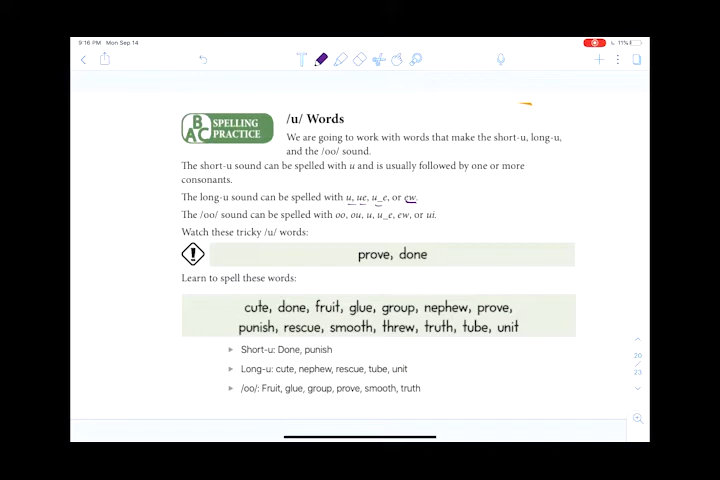 9:16 PM Mon Sep 14
11%
T
B
A C
SPELLING
PRACTICE
/u/ Words
We are going to work with words that make the short-u, long-u,
and the /oo/ sound.
The short-u sound can be spelled with u and is usually followed by one or more
consonants.
The long-u sound can be spelled with u, ue, u_e, or ew.
The /oo/ sound can be spelled with oo, ou, u, u_e, ew, or ui.
Watch these tricky /u/ words:
!
prove, done
Learn to spell these words:
cute, done, fruit, glue, group, nephew, prove,
punish, rescue, smooth, threw, truth, tube, unit
Short-u: Done, punish
Long-u: cute, nephew, rescue, tube, unit
/oo/: Fruit, glue, group, prove, smooth, truth
20
/
23